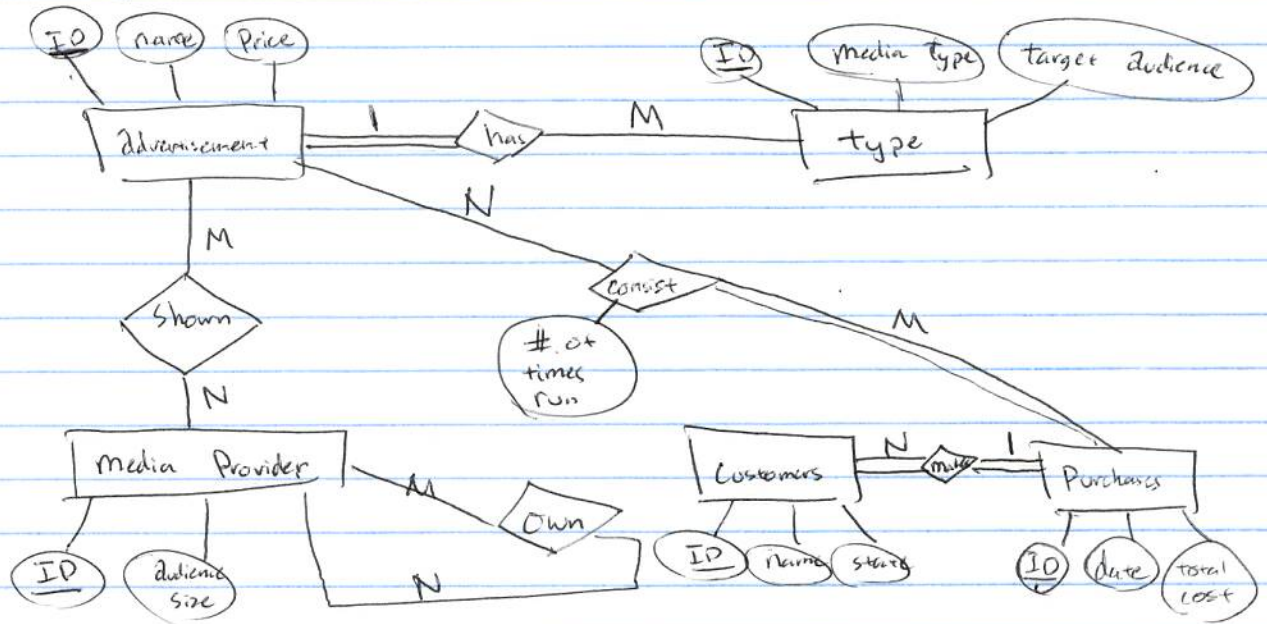 ID name Price
ID media type target audience
advertisement
1 has M
type
N
M
consist
Shown
M
# of
times
run
N
media Provider
M
Own
N
ID
audience
size
Customers
N makes 1
Purchases
ID name state
ID date total
cost